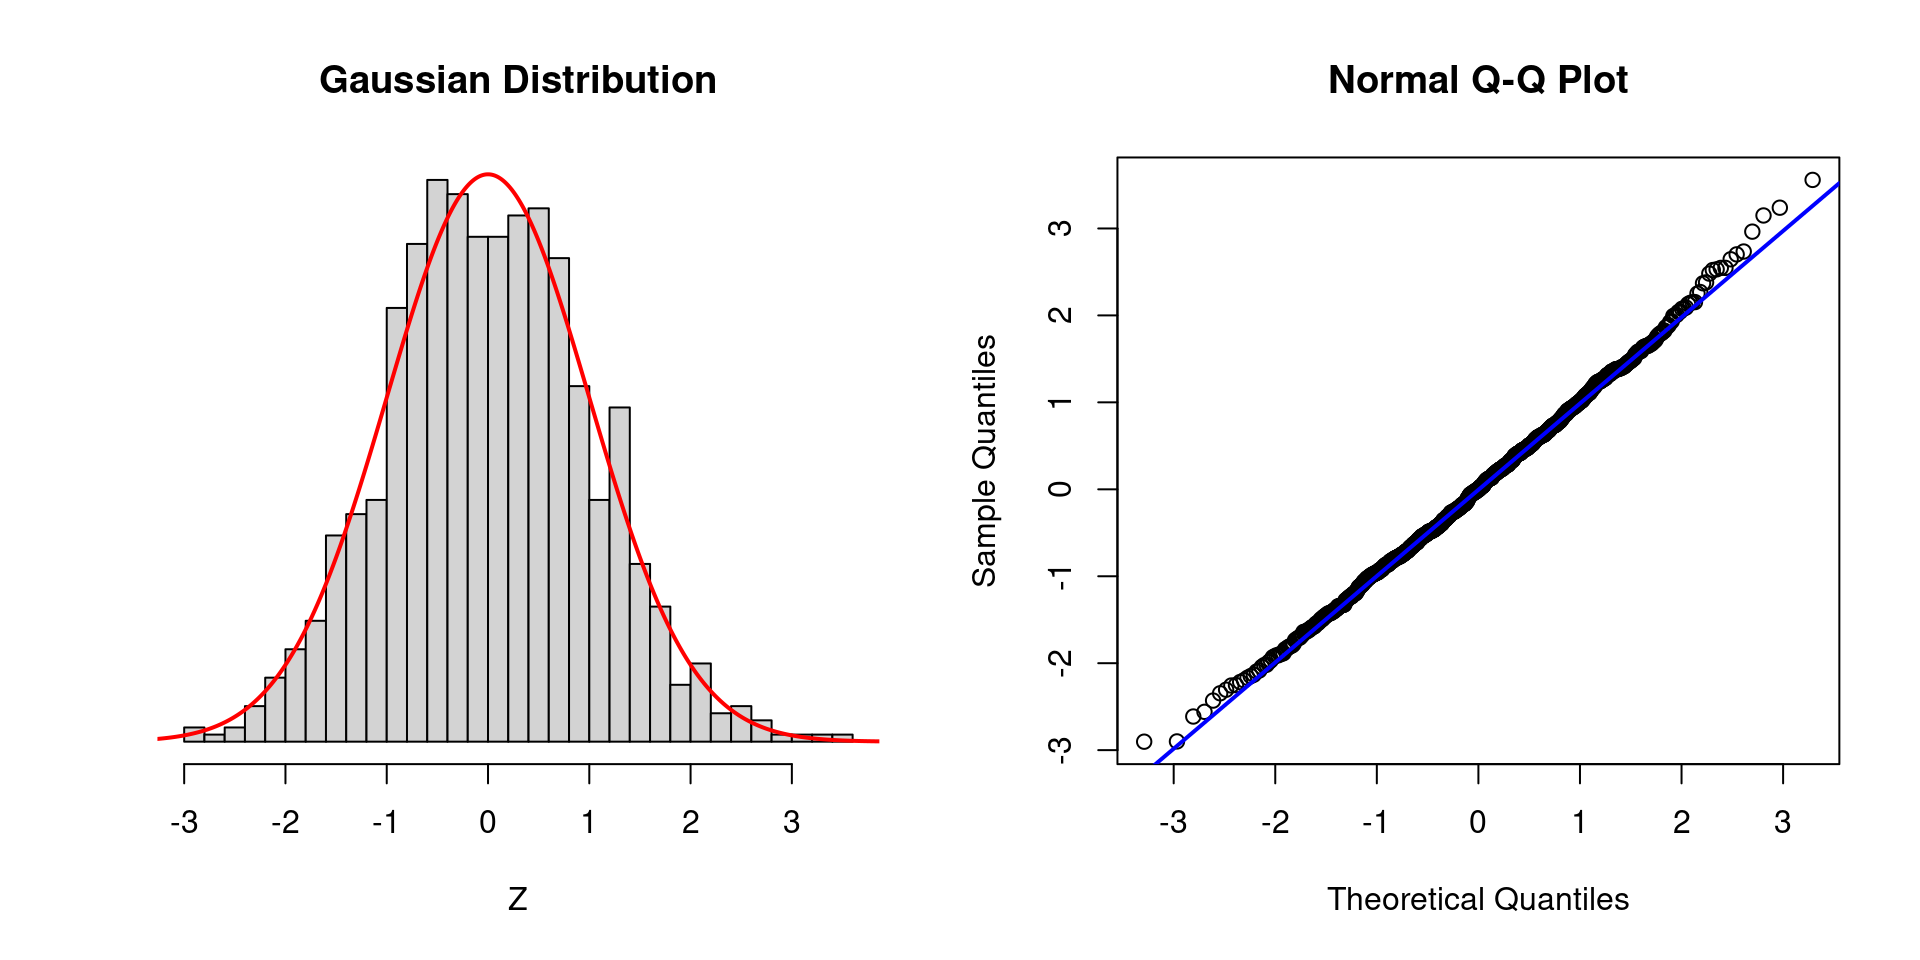 Gaussian Distribution
-3 -2 -1 0 1 2 3
Z
Normal Q-Q Plot
Sample Quantiles
3
2
1
0
-1
-2
-3
-3 -2 -1 0 1 2 3
Theoretical Quantiles